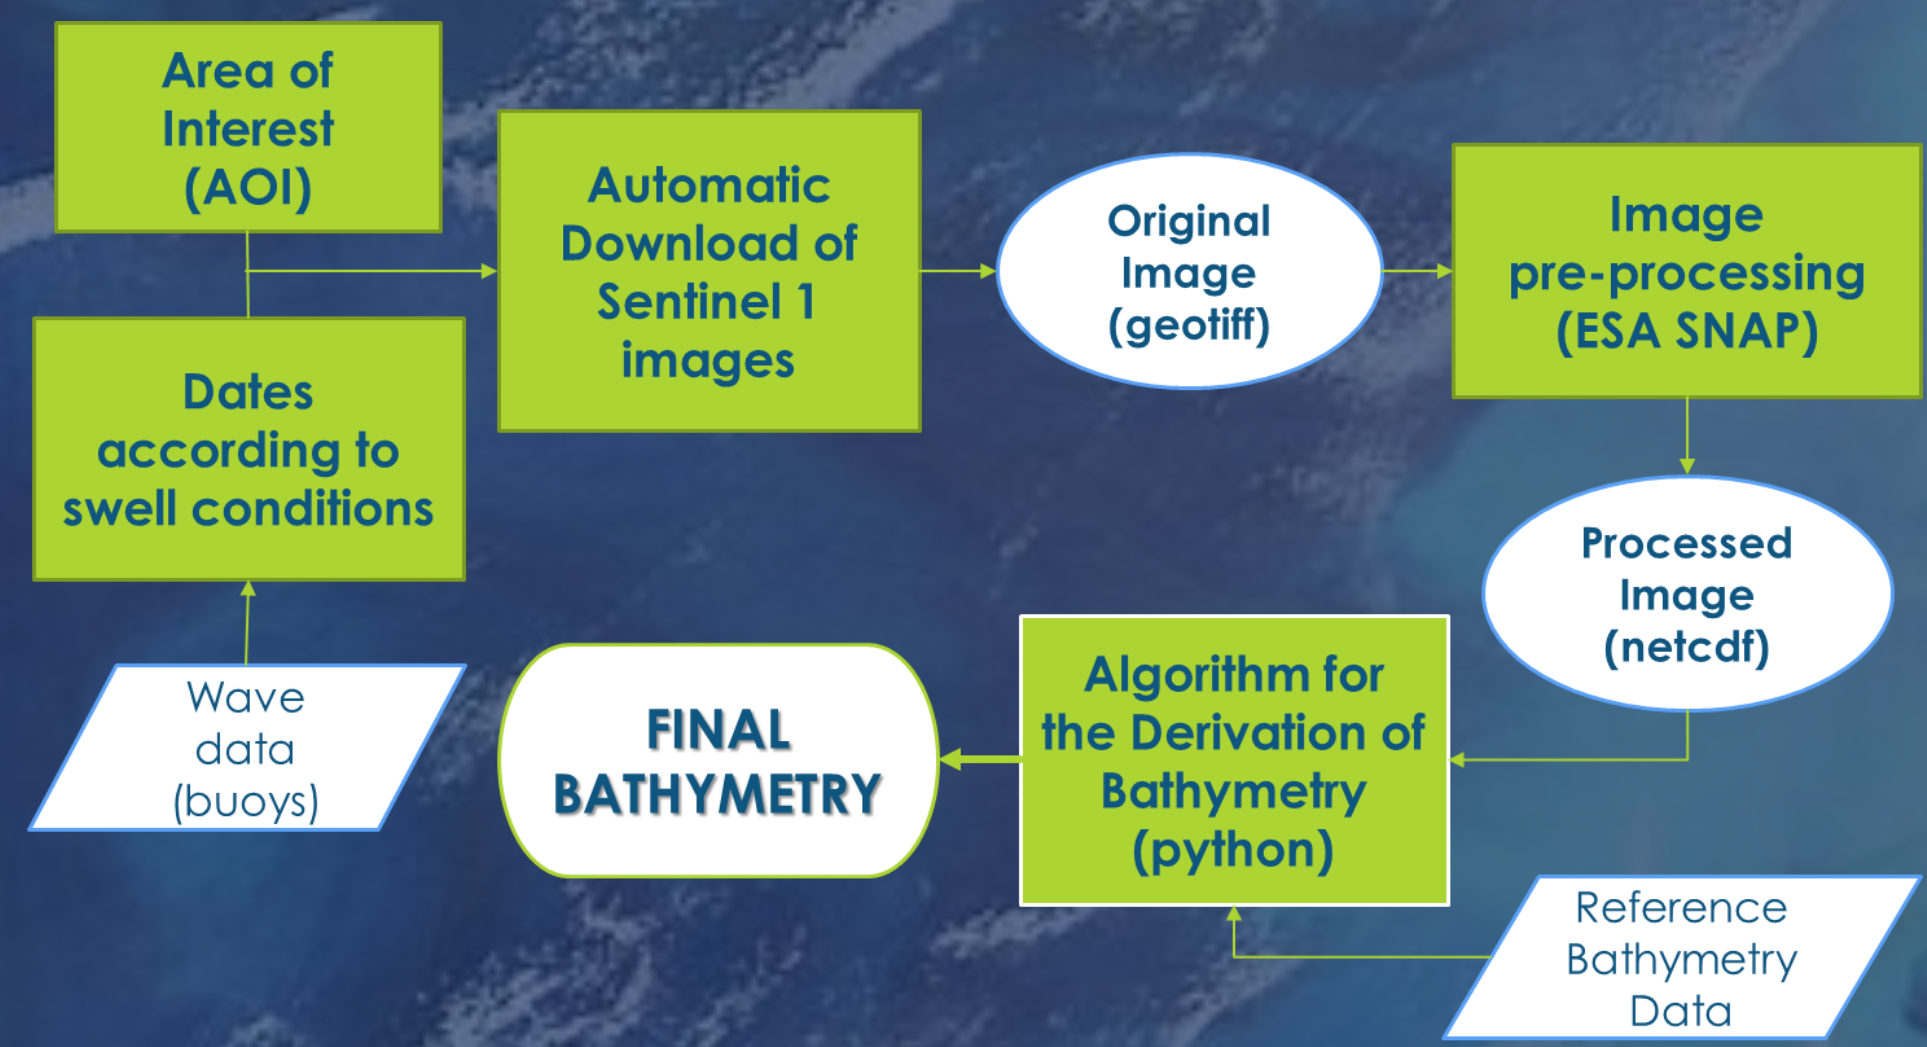 Area of
Interest
(AOI)
Automatic
Download of
Sentinel 1
images
Original
Image
(geotiff)
Image
pre-processing
(ESA SNAP)
Dates
according to
swell conditions
Processed
Image
(netcdf)
Wave
data
(buoys)
FINAL
BATHYMETRY
Algorithm for
the Derivation of
Bathymetry
(python)
Reference
Bathymetry
Data